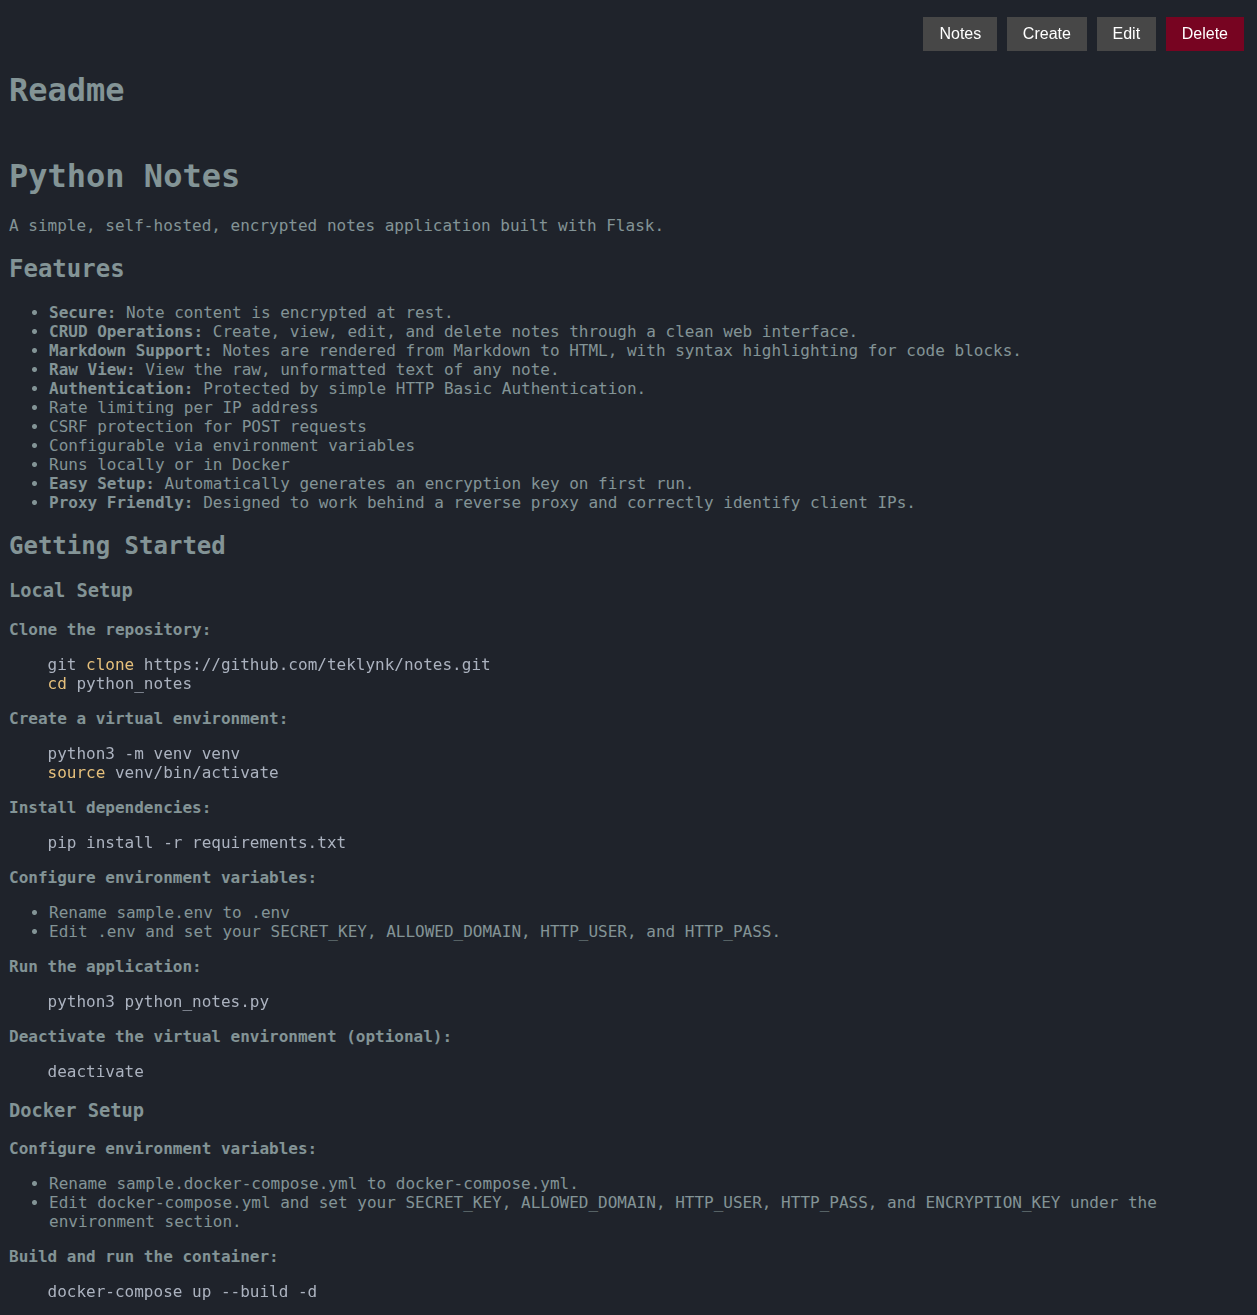 Notes Create Edit Delete
Readme
Python Notes
A simple, self-hosted, encrypted notes application built with Flask.
Features
• Secure: Note content is encrypted at rest.
• CRUD Operations: Create, view, edit, and delete notes through a clean web interface.
• Markdown Support: Notes are rendered from Markdown to HTML, with syntax highlighting for code blocks.
• Raw View: View the raw, unformatted text of any note.
• Authentication: Protected by simple HTTP Basic Authentication.
• Rate limiting per IP address
• CSRF protection for POST requests
• Configurable via environment variables
• Runs locally or in Docker
• Easy Setup: Automatically generates an encryption key on first run.
• Proxy Friendly: Designed to work behind a reverse proxy and correctly identify client IPs.
Getting Started
Local Setup
Clone the repository:
git clone https://github.com/teklynk/notes.git
cd python_notes
Create a virtual environment:
python3 -m venv venv
source venv/bin/activate
Install dependencies:
pip install -r requirements.txt
Configure environment variables:
• Rename sample.env to .env
• Edit .env and set your SECRET_KEY, ALLOWED_DOMAIN, HTTP_USER, and HTTP_PASS.
Run the application:
python3 python_notes.py
Deactivate the virtual environment (optional):
deactivate
Docker Setup
Configure environment variables:
• Rename sample.docker-compose.yml to docker-compose.yml.
• Edit docker-compose.yml and set your SECRET_KEY, ALLOWED_DOMAIN, HTTP_USER, HTTP_PASS, and ENCRYPTION_KEY under the
environment section.
Build and run the container:
docker-compose up --build -d